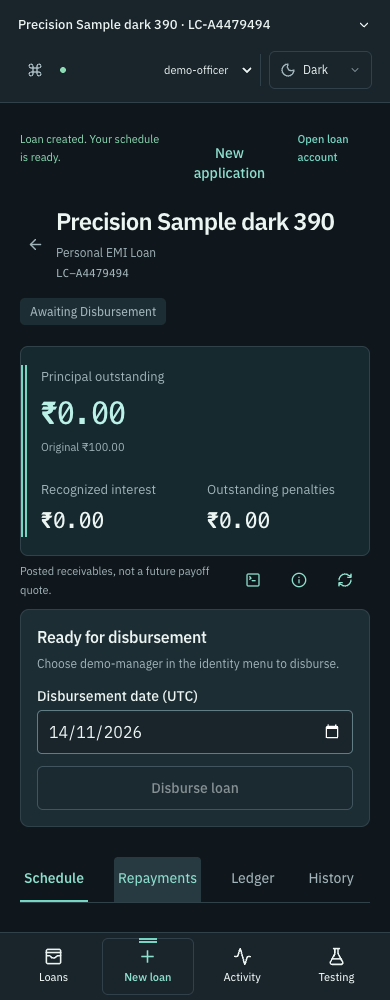 Precision Sample dark 390 · LC-A4479494
demo-officer
Dark
Loan created. Your schedule
is ready.
New
application
Open loan
account
Precision Sample dark 390
Personal EMI Loan
LC-A4479494
Awaiting Disbursement
Principal outstanding
₹0.00
Original ₹100.00
Recognized interest
Outstanding penalties
₹0.00
₹0.00
Posted receivables, not a future payoff
quote.
Ready for disbursement
Choose demo-manager in the identity menu to disburse.
Disbursement date (UTC)
14/11/2026
Disburse loan
Schedule
Repayments
Ledger
History
Loans
New loan
Activity
Testing